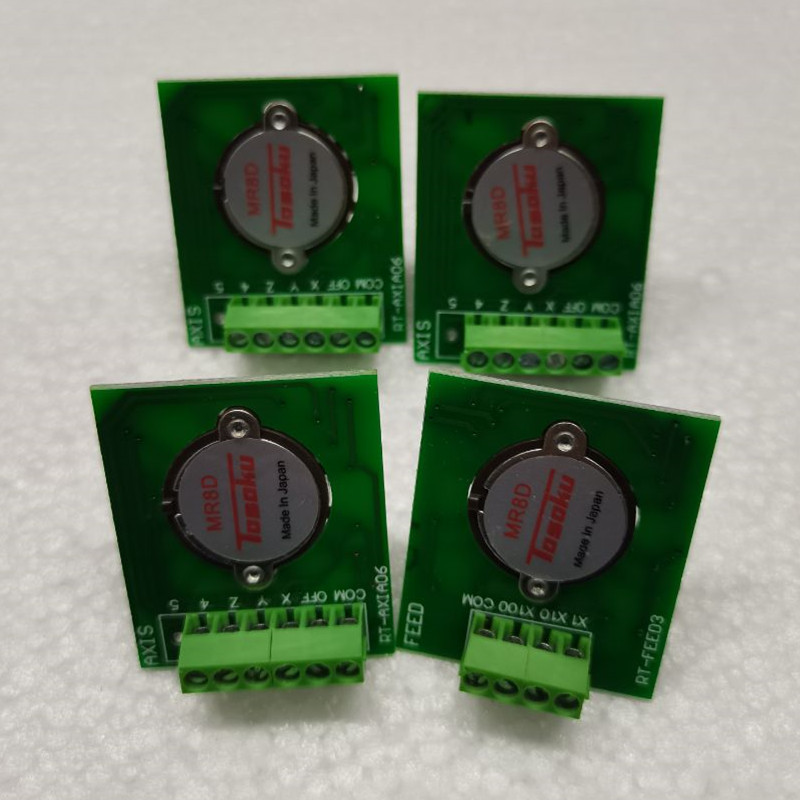 MR8D
Tosoku
Made in Japan
5 4 Z Y X OFF COM
AXIS
RT-AXIA06
MR8D
Tosoku
Made in Japan
5 4 Z Y X OFF COM
AXIS
RT-AXIA06
MR8D
Tosoku
Made in Japan
5 4 Z Y X OFF COM
AXIS
RT-AXIA06
MR8D
Tosoku
Made in Japan
X1 X10 X100 COM
FEED
RT-FEED3